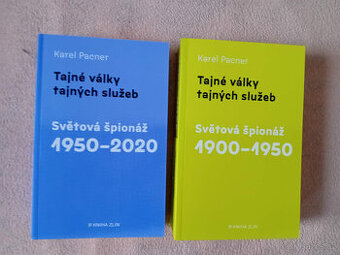 Karel Pacner
Tajné války
tajných služeb
Světová špionáž
1950–2020
KNIHA ZLIN
Karel Pacner
Tajné války
tajných služeb
Světová špionáž
1900–1950
KNIHA ZLIN